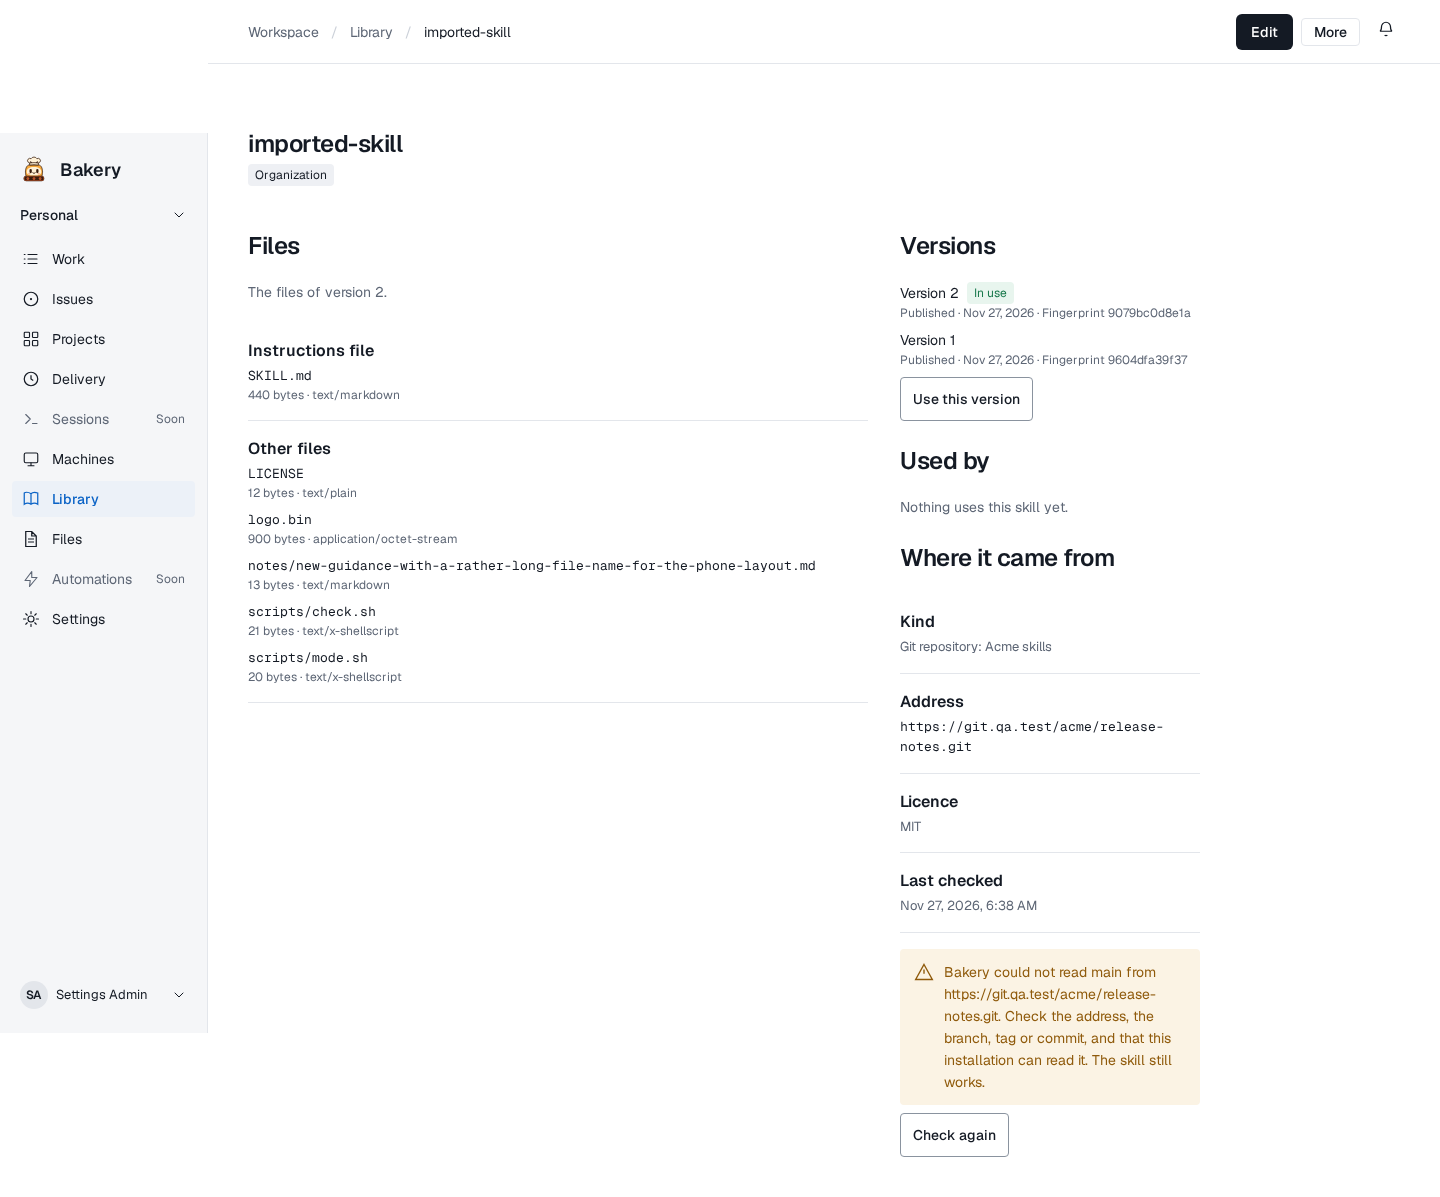 Workspace / Library / imported-skill
Edit
More
Bakery
Personal
Work
Issues
Projects
Delivery
Sessions Soon
Machines
Library
Files
Automations Soon
Settings
SA Settings Admin
imported-skill
Organization
Files
The files of version 2.
Instructions file
SKILL.md
440 bytes · text/markdown
Other files
LICENSE
12 bytes · text/plain
logo.bin
900 bytes · application/octet-stream
notes/new-guidance-with-a-rather-long-file-name-for-the-phone-layout.md
13 bytes · text/markdown
scripts/check.sh
21 bytes · text/x-shellscript
scripts/mode.sh
20 bytes · text/x-shellscript
Versions
Version 2 In use
Published · Nov 27, 2026 · Fingerprint 9079bc0d8e1a
Version 1
Published · Nov 27, 2026 · Fingerprint 9604dfa39f37
Use this version
Used by
Nothing uses this skill yet.
Where it came from
Kind
Git repository: Acme skills
Address
https://git.qa.test/acme/release-
notes.git
Licence
MIT
Last checked
Nov 27, 2026, 6:38 AM
Bakery could not read main from
https://git.qa.test/acme/release-
notes.git. Check the address, the
branch, tag or commit, and that this
installation can read it. The skill still
works.
Check again